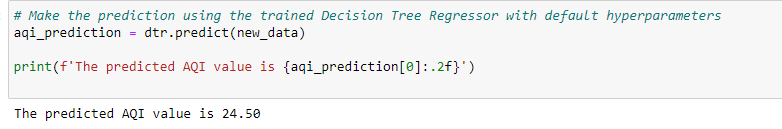 # Make the prediction using the trained Decision Tree Regressor with default hyperparameters
aqi_prediction = dtr.predict(new_data)
print(f'The predicted AQI value is {aqi_prediction[0]:.2f}')
The predicted AQI value is 24.50